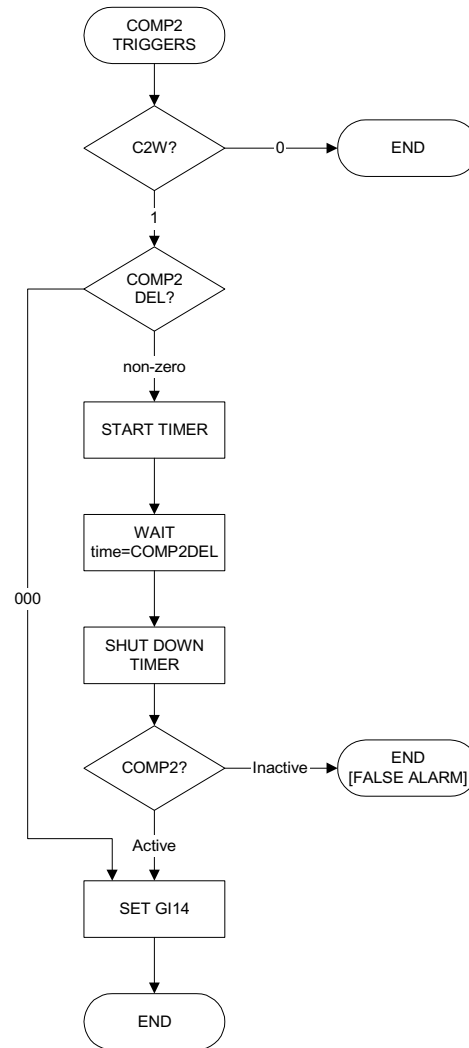 COMP2
TRIGGERS
C2W?
0
END
1
COMP2
DEL?
non-zero
START TIMER
WAIT
time=COMP2DEL
000
SHUT DOWN
TIMER
COMP2?
Inactive
END
[FALSE ALARM]
Active
SET GI14
END